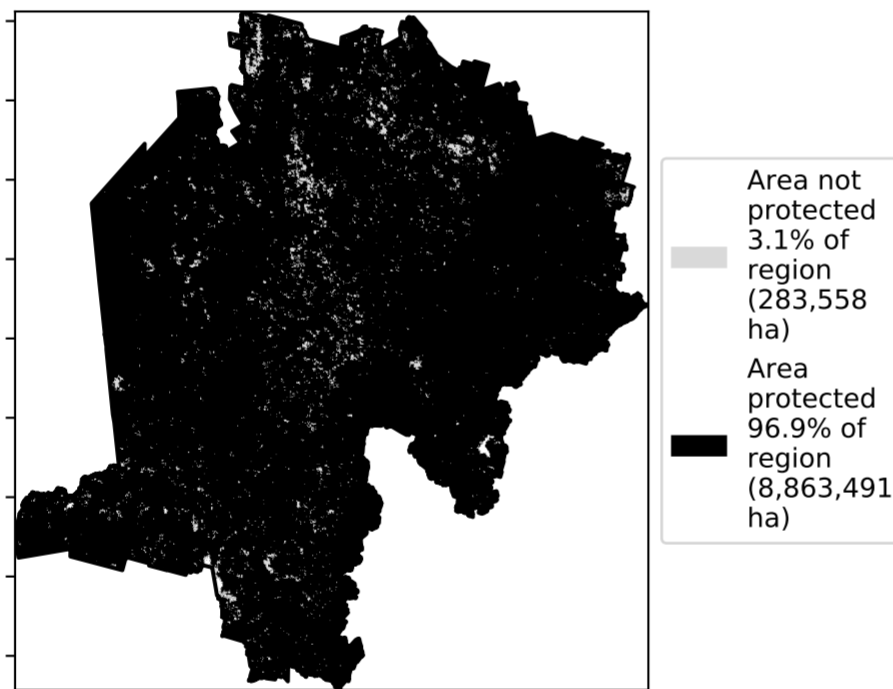 Area not
protected
3.1% of
region
(283,558
ha)
Area
protected
96.9% of
region
(8,863,491
ha)